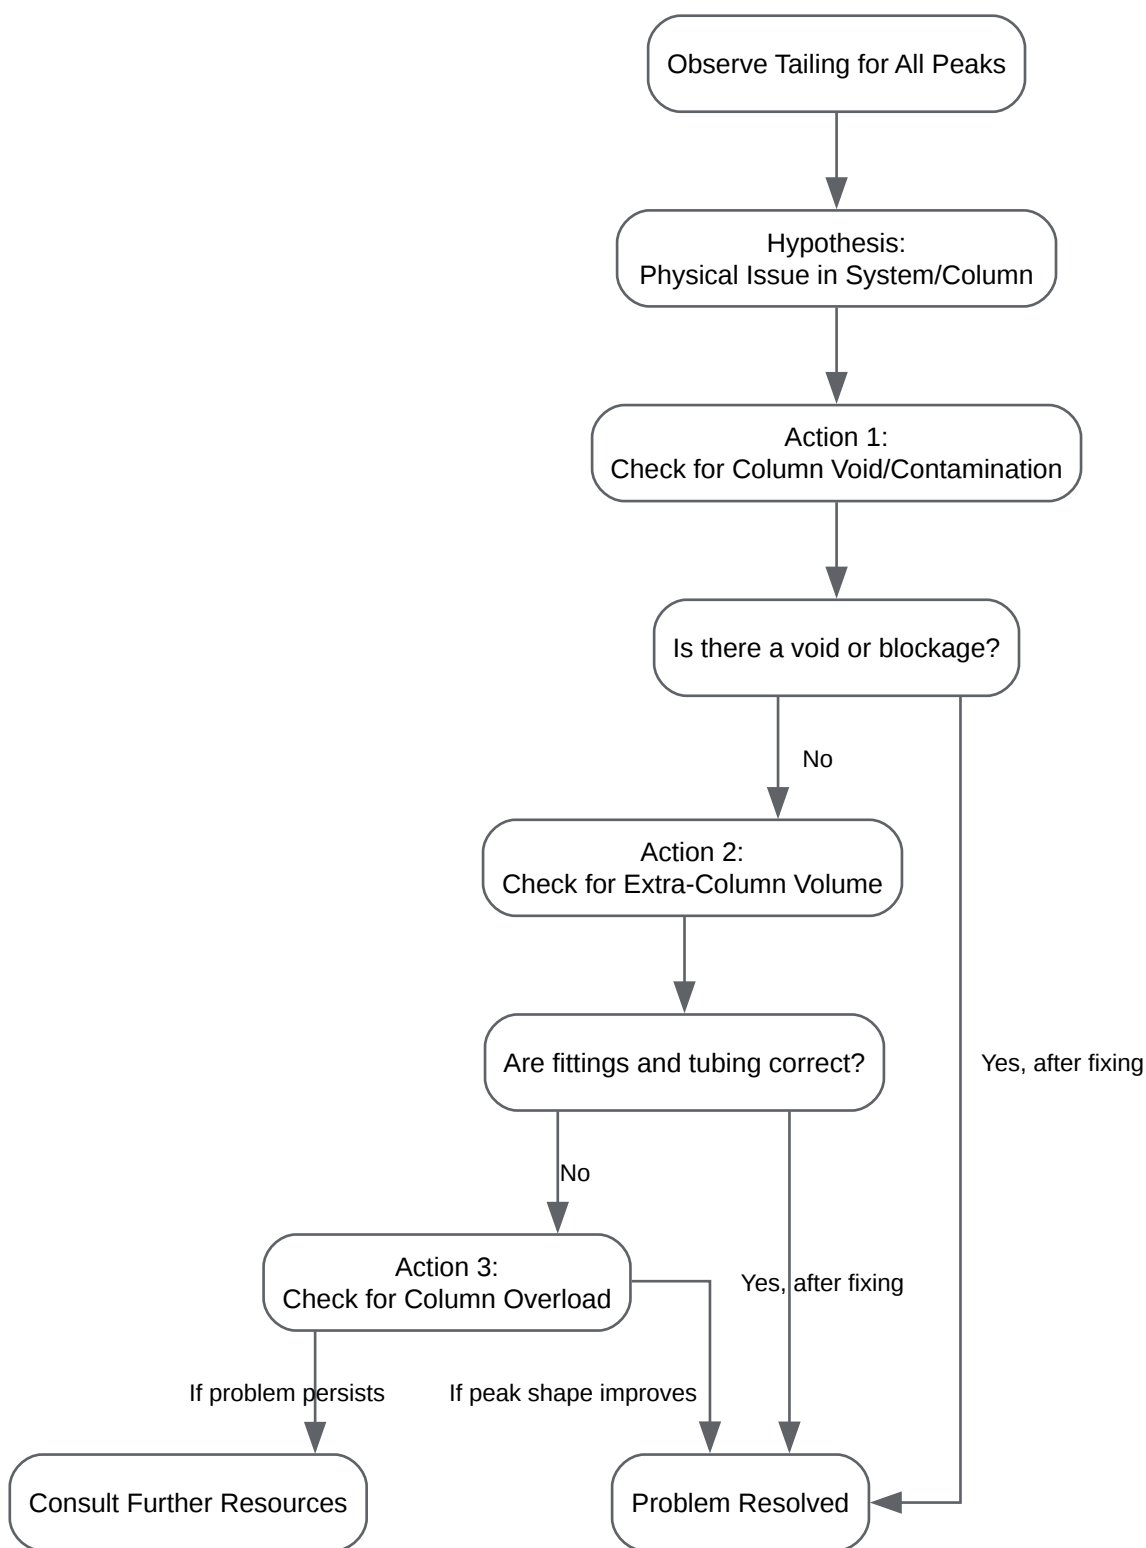 Observe Tailing for All Peaks
Hypothesis:
Physical Issue in System/Column
Action 1:
Check for Column Void/Contamination
Is there a void or blockage?
No
Action 2:
Check for Extra-Column Volume
Are fittings and tubing correct?
Yes, after fixing
No
Action 3:
Check for Column Overload
Yes, after fixing
If problem persists
If peak shape improves
Consult Further Resources
Problem Resolved